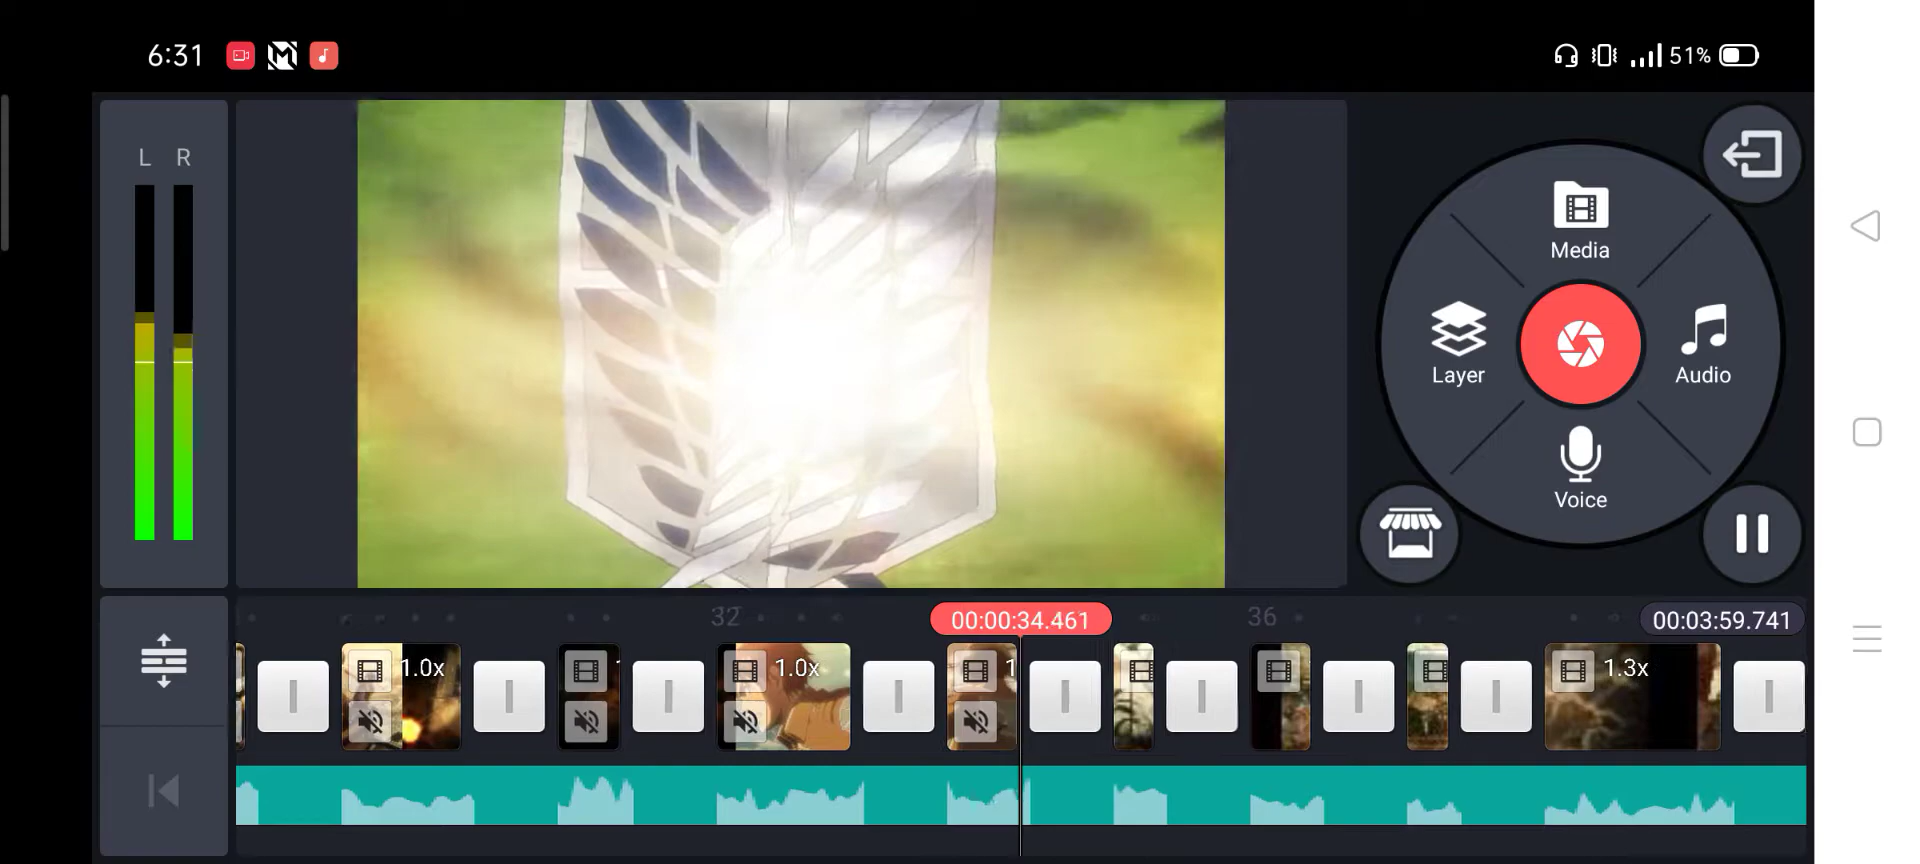 6:31
51%
L R
Media
Layer
Audio
Voice
32
00:00:34.461
36
00:03:59.741
1.0x
1.0x
1
1.3x